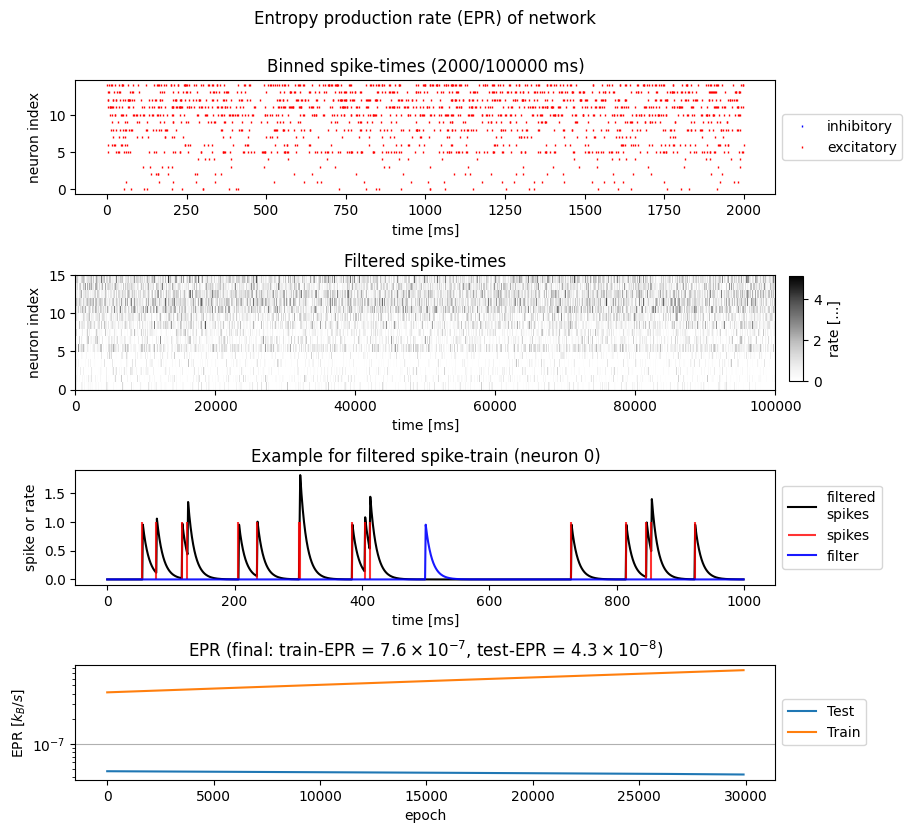 Entropy production rate (EPR) of network
Binned spike-times (2000/100000 ms)
neuron index
10
5
0
0 250 500 750 1000 1250 1500 1750 2000
time [ms]
inhibitory
excitatory
Filtered spike-times
neuron index
15
10
5
0
0 20000 40000 60000 80000 100000
time [ms]
4
2
0
rate [...]
Example for filtered spike-train (neuron 0)
spike or rate
1.5
1.0
0.5
0.0
0 200 400 600 800 1000
time [ms]
filtered
spikes
spikes
filter
EPR (final: train-EPR = 7.6 × 10⁻⁷, test-EPR = 4.3 × 10⁻⁸)
EPR [k_B/s]
10⁻⁷
0 5000 10000 15000 20000 25000 30000
epoch
Test
Train